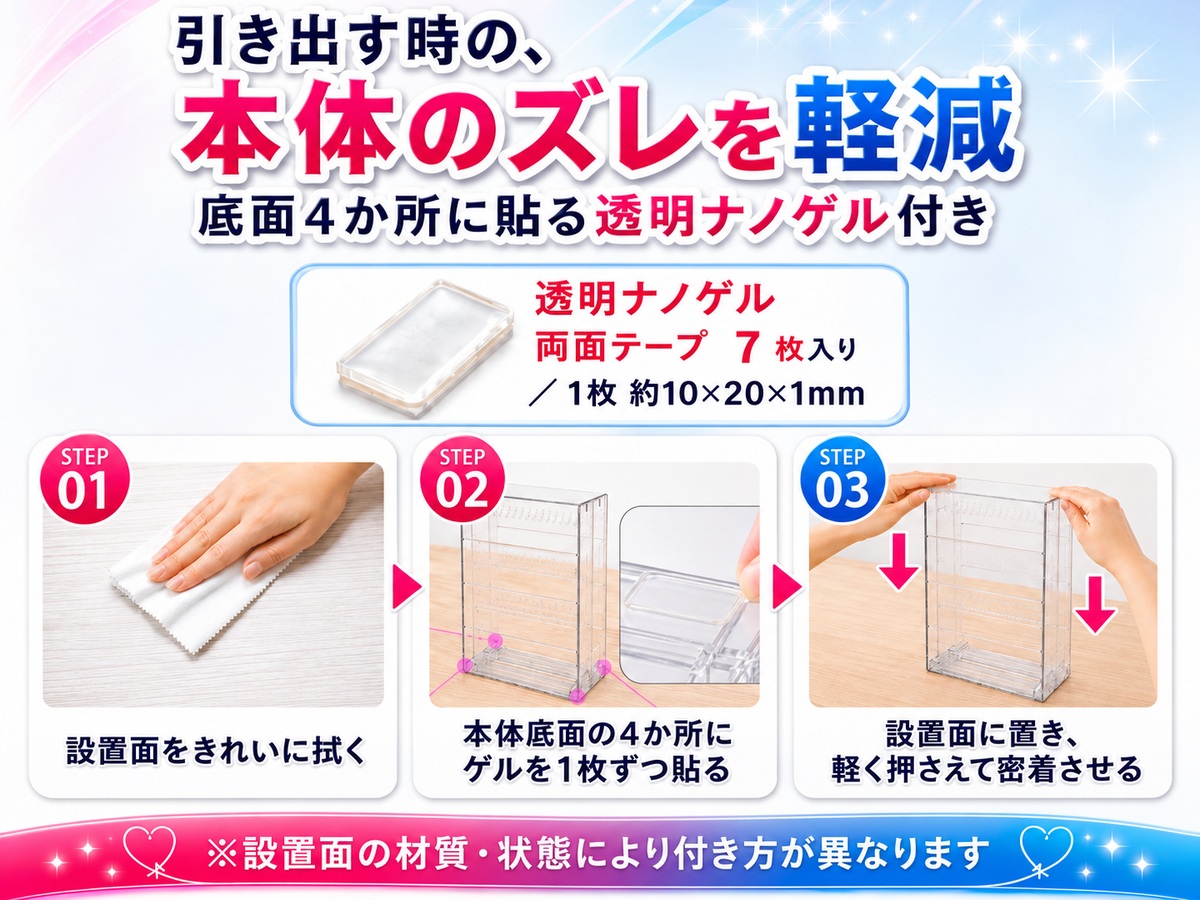 引き出す時の、
本体のズレを軽減
底面4か所に貼る透明ナノゲル付き
透明ナノゲル
両面テープ 7枚入り
／1枚 約10×20×1mm
STEP
01
設置面をきれいに拭く
STEP
02
本体底面の4か所に
ゲルを1枚ずつ貼る
STEP
03
設置面に置き、
軽く押さえて密着させる
※設置面の材質・状態により付き方が異なります